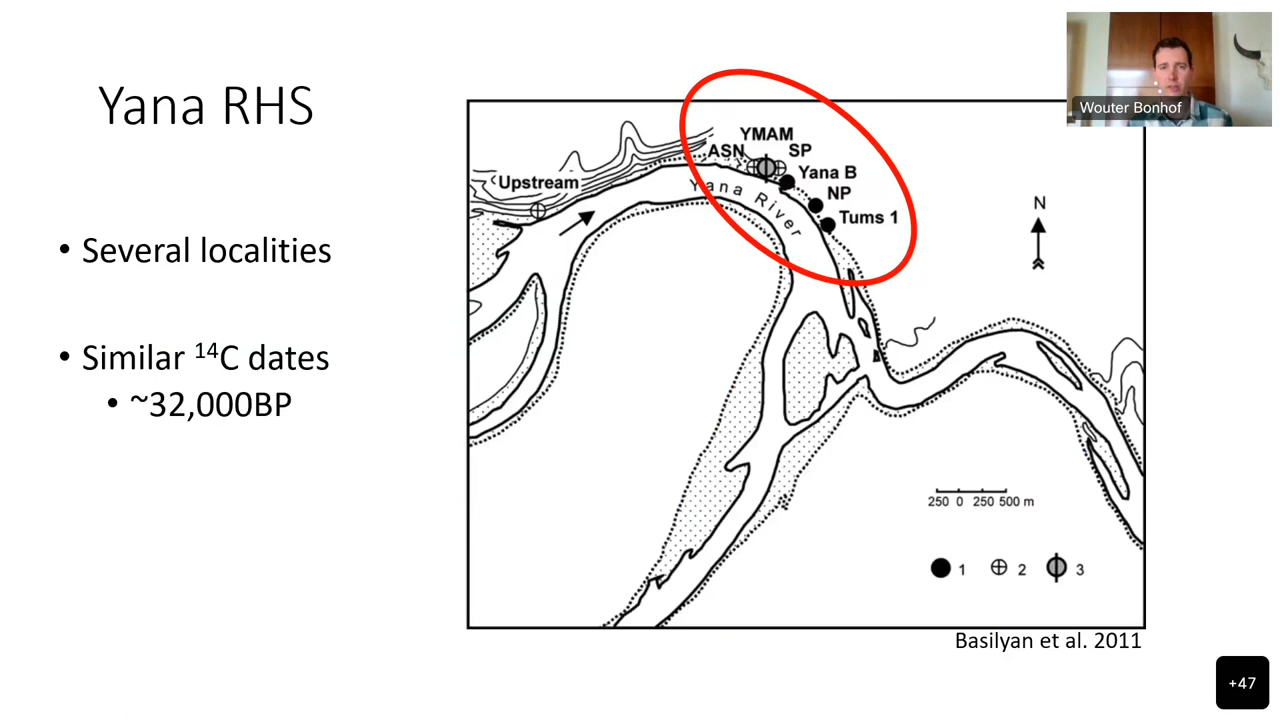 Yana RHS
• Several localities
• Similar ¹⁴C dates
• ~32,000BP
YMAM
ASN
SP
Yana B
NP
Tums 1
Upstream
Yana River
N
250 0 250 500 m
1
2
3
Basilyan et al. 2011
Wouter Bonhof
+47